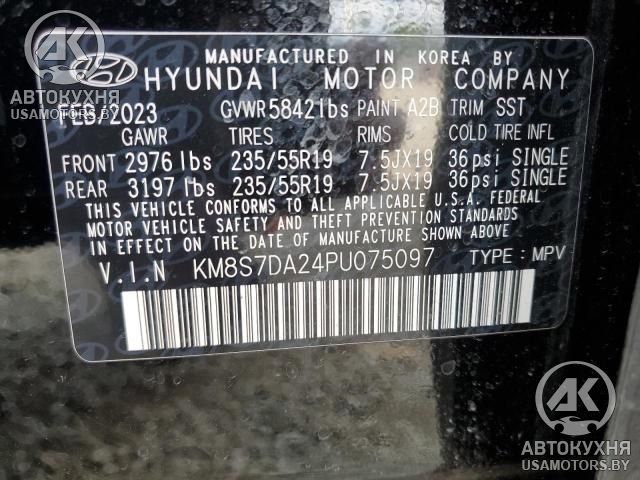 MANUFACTURED IN KOREA BY
HYUNDAI MOTOR COMPANY
FEB/2023 GVWR 5842lbs PAINT A2B TRIM SST
GAWR TIRES RIMS COLD TIRE INFL
FRONT 2976 lbs 235/55R19 7.5JX19 36psi SINGLE
REAR 3197 lbs 235/55R19 7.5JX19 36psi SINGLE
THIS VEHICLE CONFORMS TO ALL APPLICABLE U.S.A. FEDERAL
MOTOR VEHICLE SAFETY AND THEFT PREVENTION STANDARDS
IN EFFECT ON THE DATE OF MANUFACTURE SHOWN ABOVE.
V.I.N KM8S7DA24PU075097 TYPE : MPV
АК
АВТОКУХНЯ
USAMOTORS.BY
АК
АВТОКУХНЯ
USAMOTORS.BY